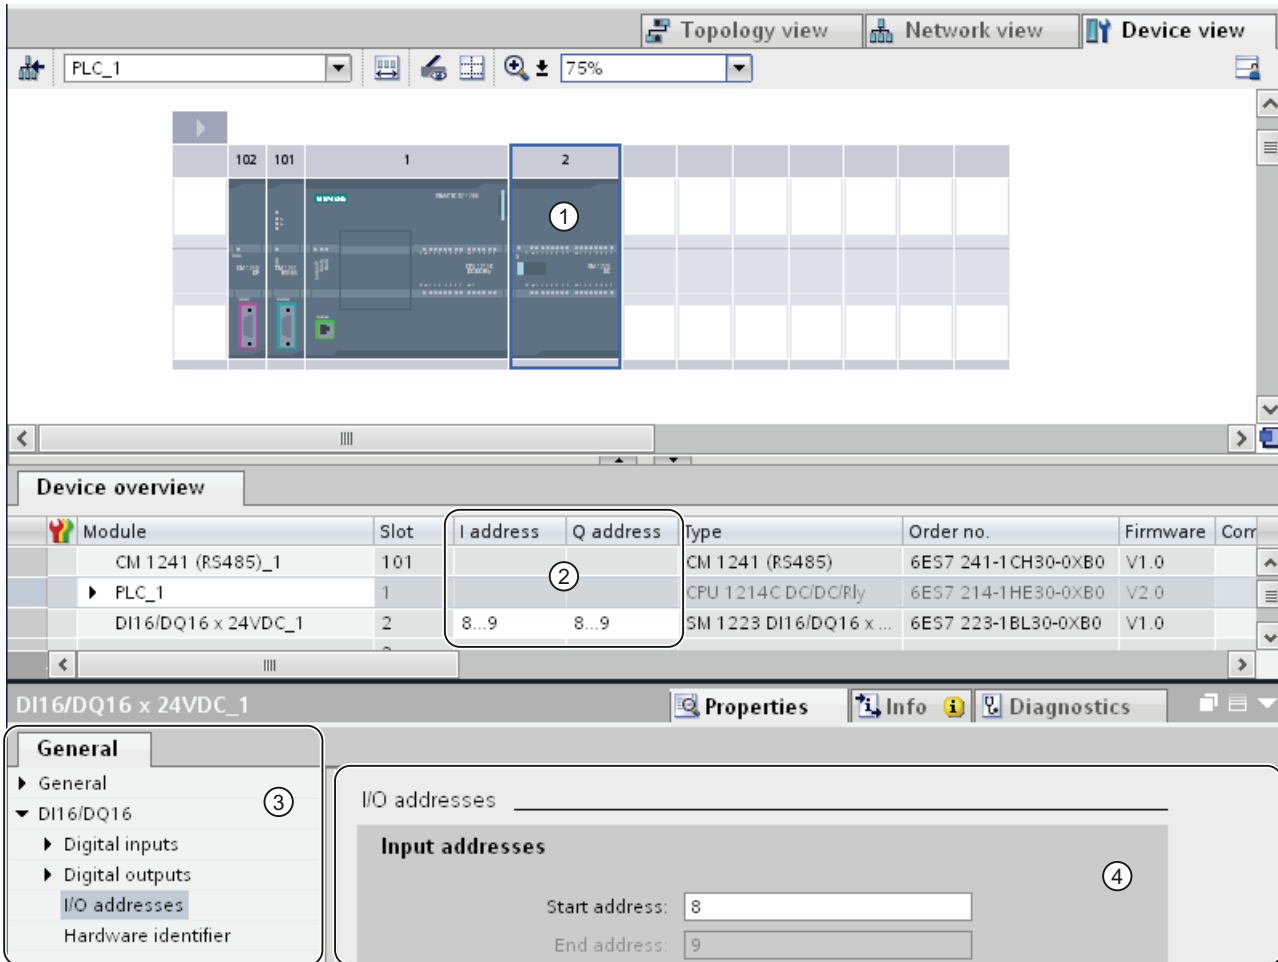 Topology view Network view Device view
PLC_1 75%
102 101 1 2
SIEMENS
1
Device overview
Module Slot I address Q address Type Order no. Firmware Com
CM 1241 (RS485)_1 101 CM 1241 (RS485) 6ES7 241-1CH30-0XB0 V1.0
2
PLC_1 1 CPU 1214C DC/DC/Rly 6ES7 214-1HE30-0XB0 V2.0
DI16/DQ16 x 24VDC_1 2 8...9 8...9 SM 1223 DI16/DQ16 x ... 6ES7 223-1BL30-0XB0 V1.0
DI16/DQ16 x 24VDC_1 Properties Info Diagnostics
General
General
3
DI16/DQ16
Digital inputs
Digital outputs
I/O addresses
Hardware identifier
I/O addresses
Input addresses
4
Start address: 8
End address: 9